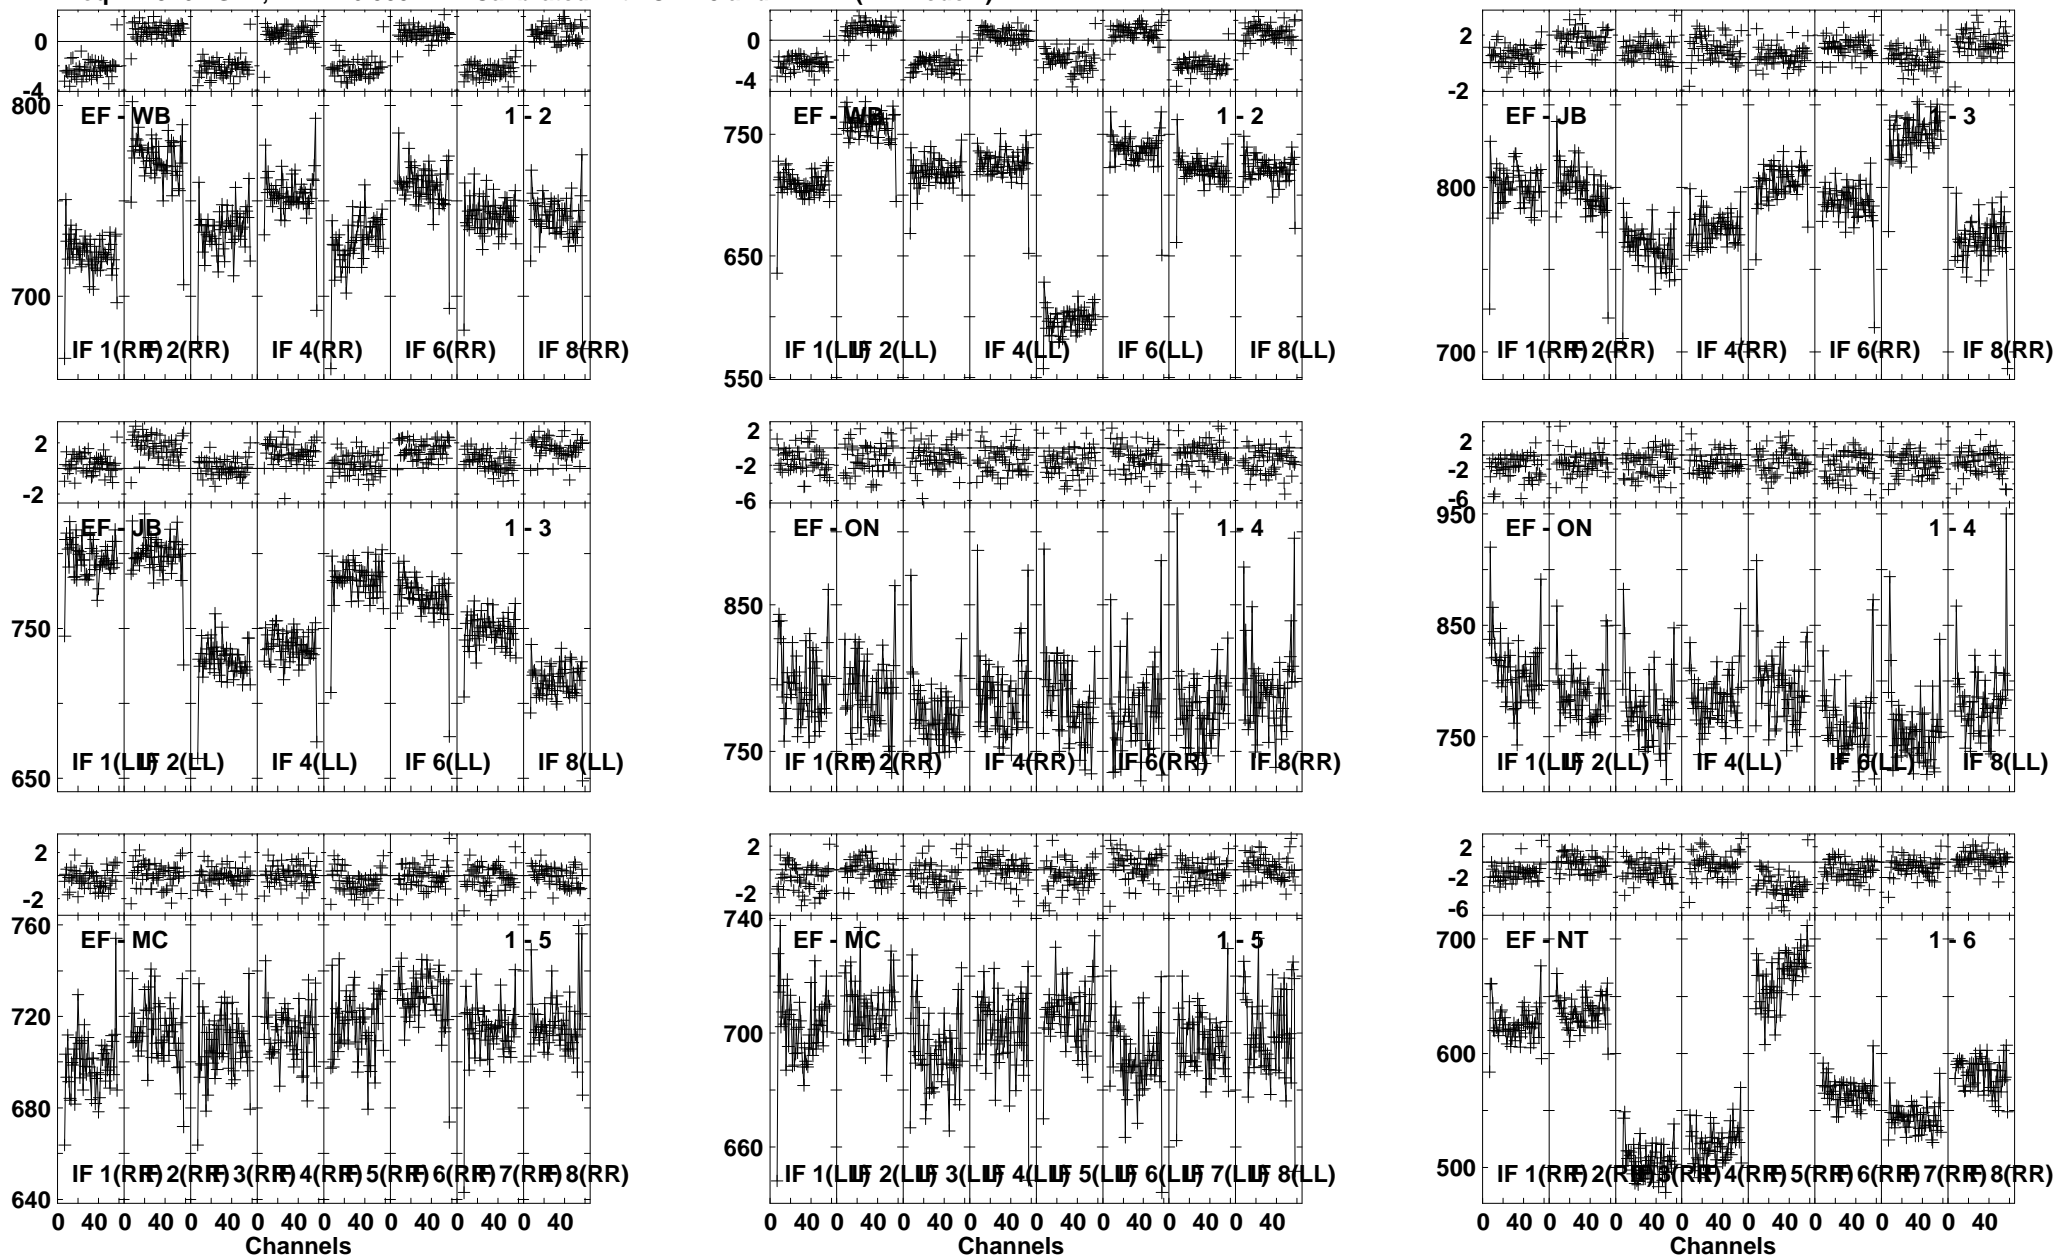 0
-4
800
EF - WB 1 - 2
700
IF 1(RR) IF 2(RR) IF 4(RR) IF 6(RR) IF 8(RR)
0
-4
EF - WB 1 - 2
750
650
IF 1(LL) IF 2(LL) IF 4(LL) IF 6(LL) IF 8(LL)
550
2
-2
EF - JB 1 - 3
800
700
IF 1(RR) IF 2(RR) IF 4(RR) IF 6(RR) IF 8(RR)
2
-2
EF - JB 1 - 3
750
IF 1(LL) IF 2(LL) IF 4(LL) IF 6(LL) IF 8(LL)
650
2
-2
-6
EF - ON 1 - 4
850
750
IF 1(RR) IF 2(RR) IF 4(RR) IF 6(RR) IF 8(RR)
2
-2
-6
950
EF - ON 1 - 4
850
750
IF 1(LL) IF 2(LL) IF 4(LL) IF 6(LL) IF 8(LL)
2
-2
760
EF - MC 1 - 5
720
680
IF 1(RR) IF 2(RR) IF 3(RR) IF 4(RR) IF 5(RR) IF 6(RR) IF 7(RR) IF 8(RR)
640
0 40 0 40 0 40 0 40 0 40 0 40 0 40 0 40
Channels
2
-2
740
EF - MC 1 - 5
700
660
IF 1(LL) IF 2(LL) IF 3(LL) IF 4(LL) IF 5(LL) IF 6(LL) IF 7(LL) IF 8(LL)
0 40 0 40 0 40 0 40 0 40 0 40 0 40 0 40
Channels
2
-2
-6
700
EF - NT 1 - 6
600
500
IF 1(RR) IF 2(RR) IF 3(RR) IF 4(RR) IF 5(RR) IF 6(RR) IF 7(RR) IF 8(RR)
0 40 0 40 0 40 0 40 0 40 0 40 0 40 0 40
Channels